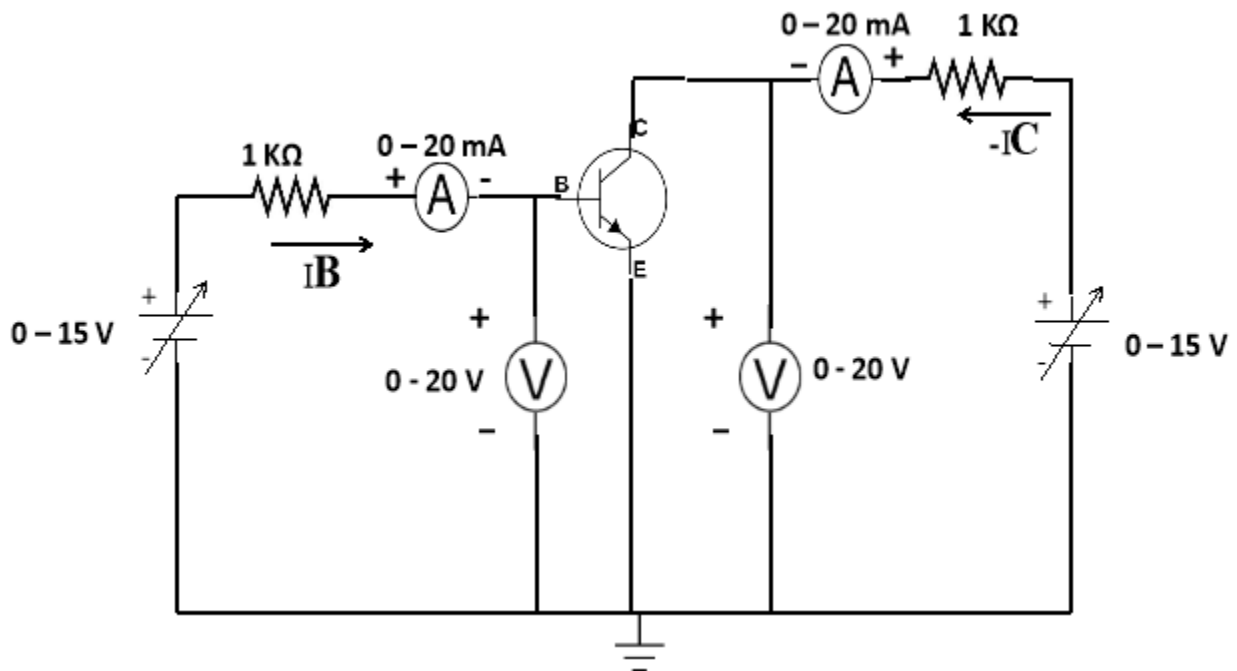 0 – 20 mA
1 KΩ
- A +
C
-IC
1 KΩ
0 – 20 mA
+ A -
B
IB
E
+
0 – 15 V
-
+
V
0 - 20 V
–
+
V
0 - 20 V
–
+
0 – 15 V
-